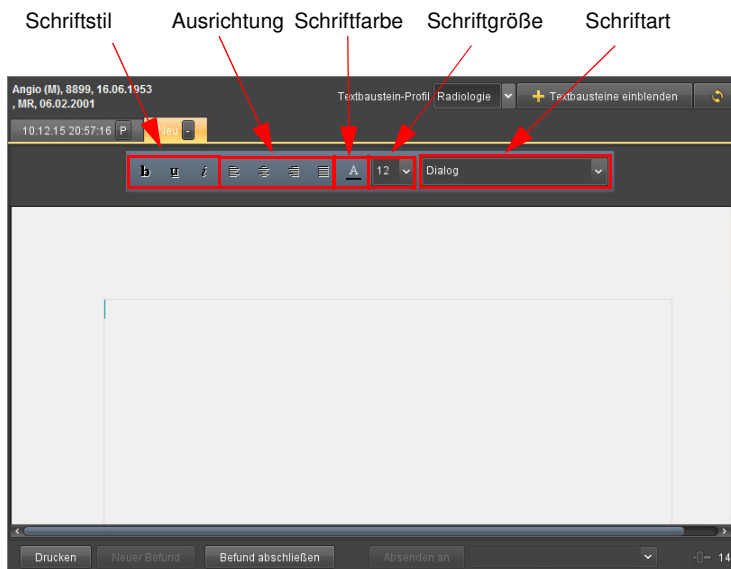 Schriftstil Ausrichtung Schriftfarbe Schriftgröße Schriftart
Angio (M), 8899, 16.06.1953
, MR, 06.02.2001
Textbaustein-Profil Radiologie + Textbausteine einblenden
10.12.15 20:57:16 P Neu -
b u i A 12 Dialog
Drucken Neuer Befund Befund abschließen Absenden an 14